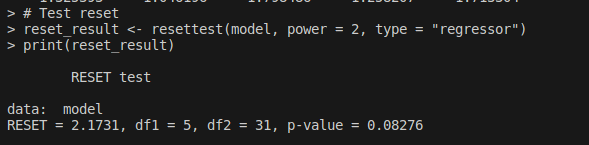 > # Test reset
> reset_result <- resettest(model, power = 2, type = "regressor")
> print(reset_result)
RESET test
data:  model
RESET = 2.1731, df1 = 5, df2 = 31, p-value = 0.08276